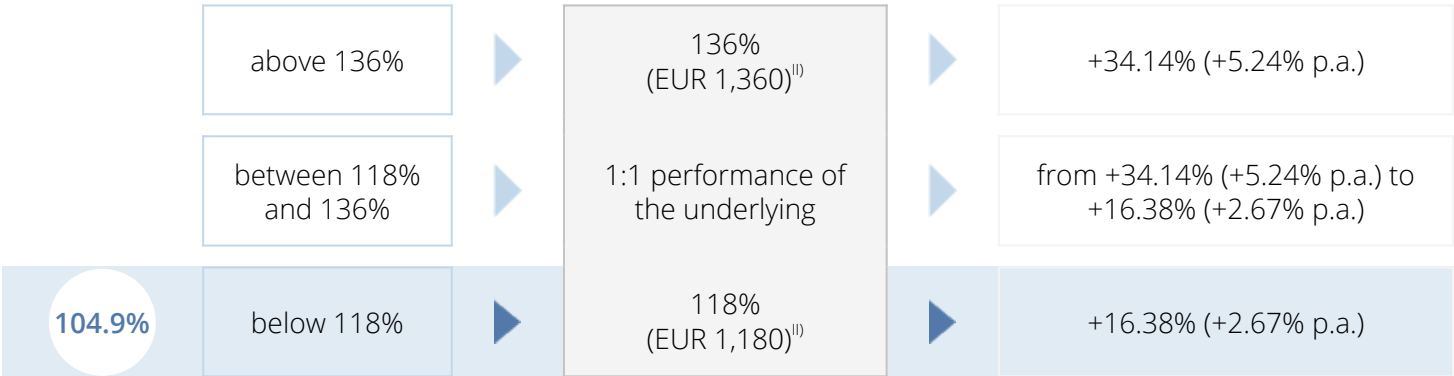 above 136%
136%
(EUR 1,360)II)
+34.14% (+5.24% p.a.)
between 118%
and 136%
1:1 performance of
the underlying
from +34.14% (+5.24% p.a.) to
+16.38% (+2.67% p.a.)
104.9%
below 118%
118%
(EUR 1,180)II)
+16.38% (+2.67% p.a.)